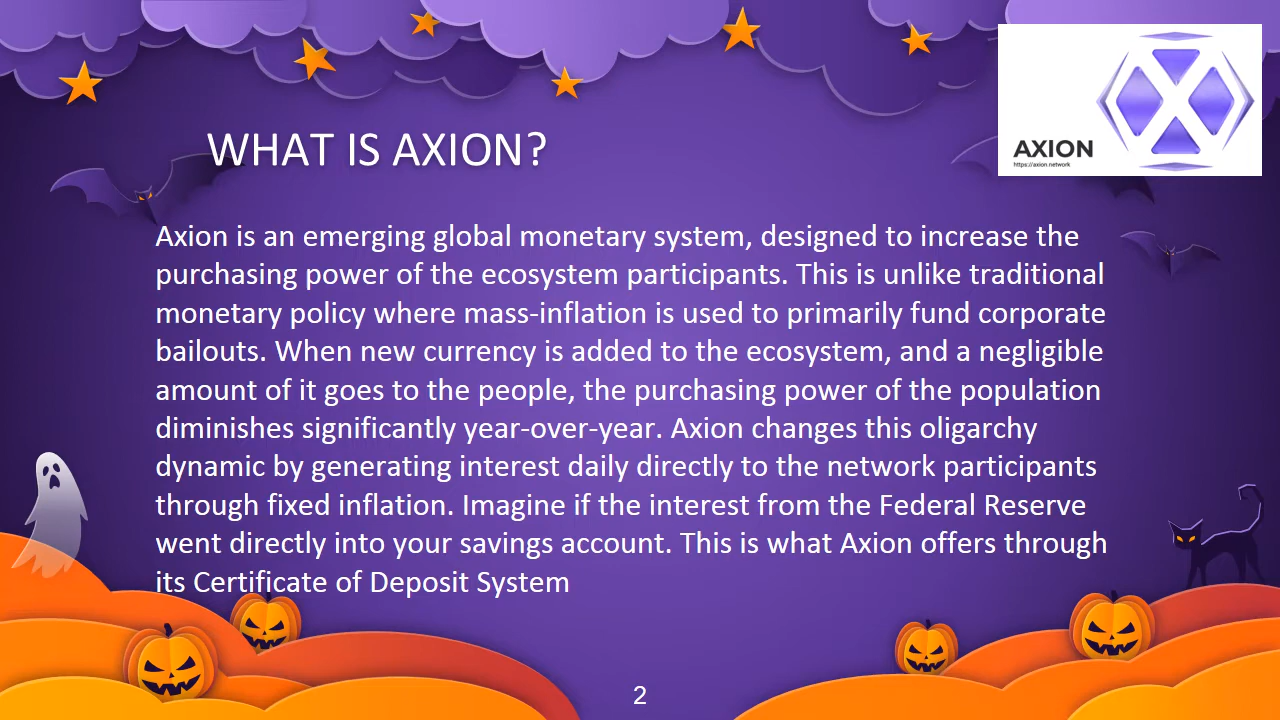 WHAT IS AXION?
AXION
https://axion.network
Axion is an emerging global monetary system, designed to increase the
purchasing power of the ecosystem participants. This is unlike traditional
monetary policy where mass-inflation is used to primarily fund corporate
bailouts. When new currency is added to the ecosystem, and a negligible
amount of it goes to the people, the purchasing power of the population
diminishes significantly year-over-year. Axion changes this oligarchy
dynamic by generating interest daily directly to the network participants
through fixed inflation. Imagine if the interest from the Federal Reserve
went directly into your savings account. This is what Axion offers through
its Certificate of Deposit System
2